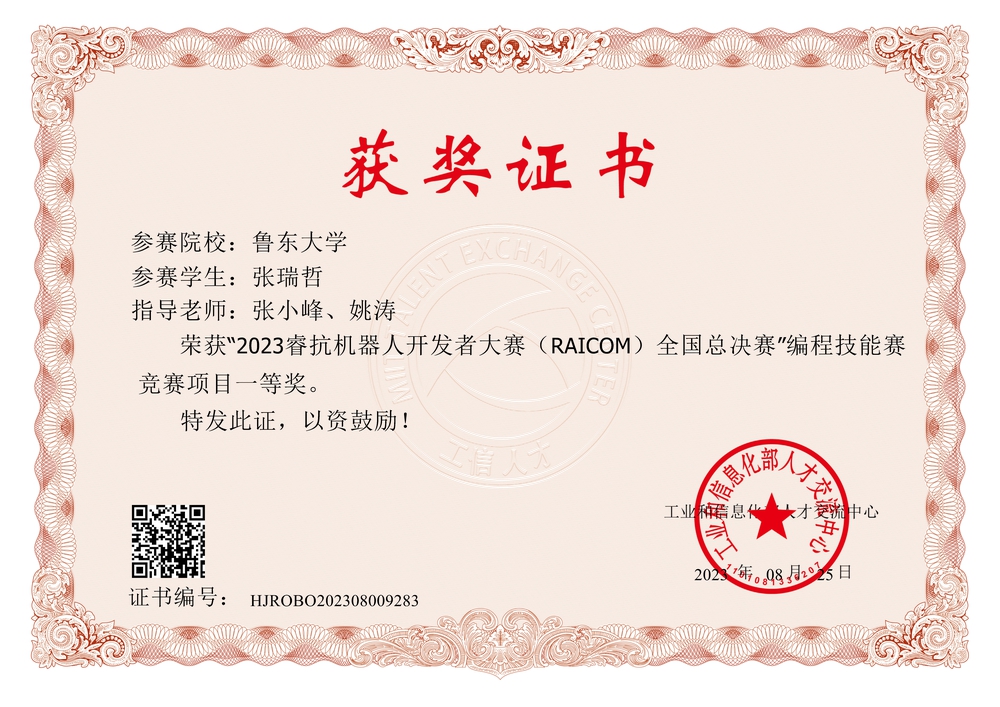 获奖证书
参赛院校：鲁东大学
参赛学生：张瑞哲
指导老师：张小峰、姚涛
荣获“2023睿抗机器人开发者大赛（RAICOM）全国总决赛”编程技能赛
竞赛项目一等奖。
特发此证，以资鼓励！
MIIT TALENT EXCHANGE CENTER
工信人才
工业和信息化部人才交流中心
工业和信息化部人才交流中心
2023 年 08 月 25 日
证书编号： HJROBO202308009283